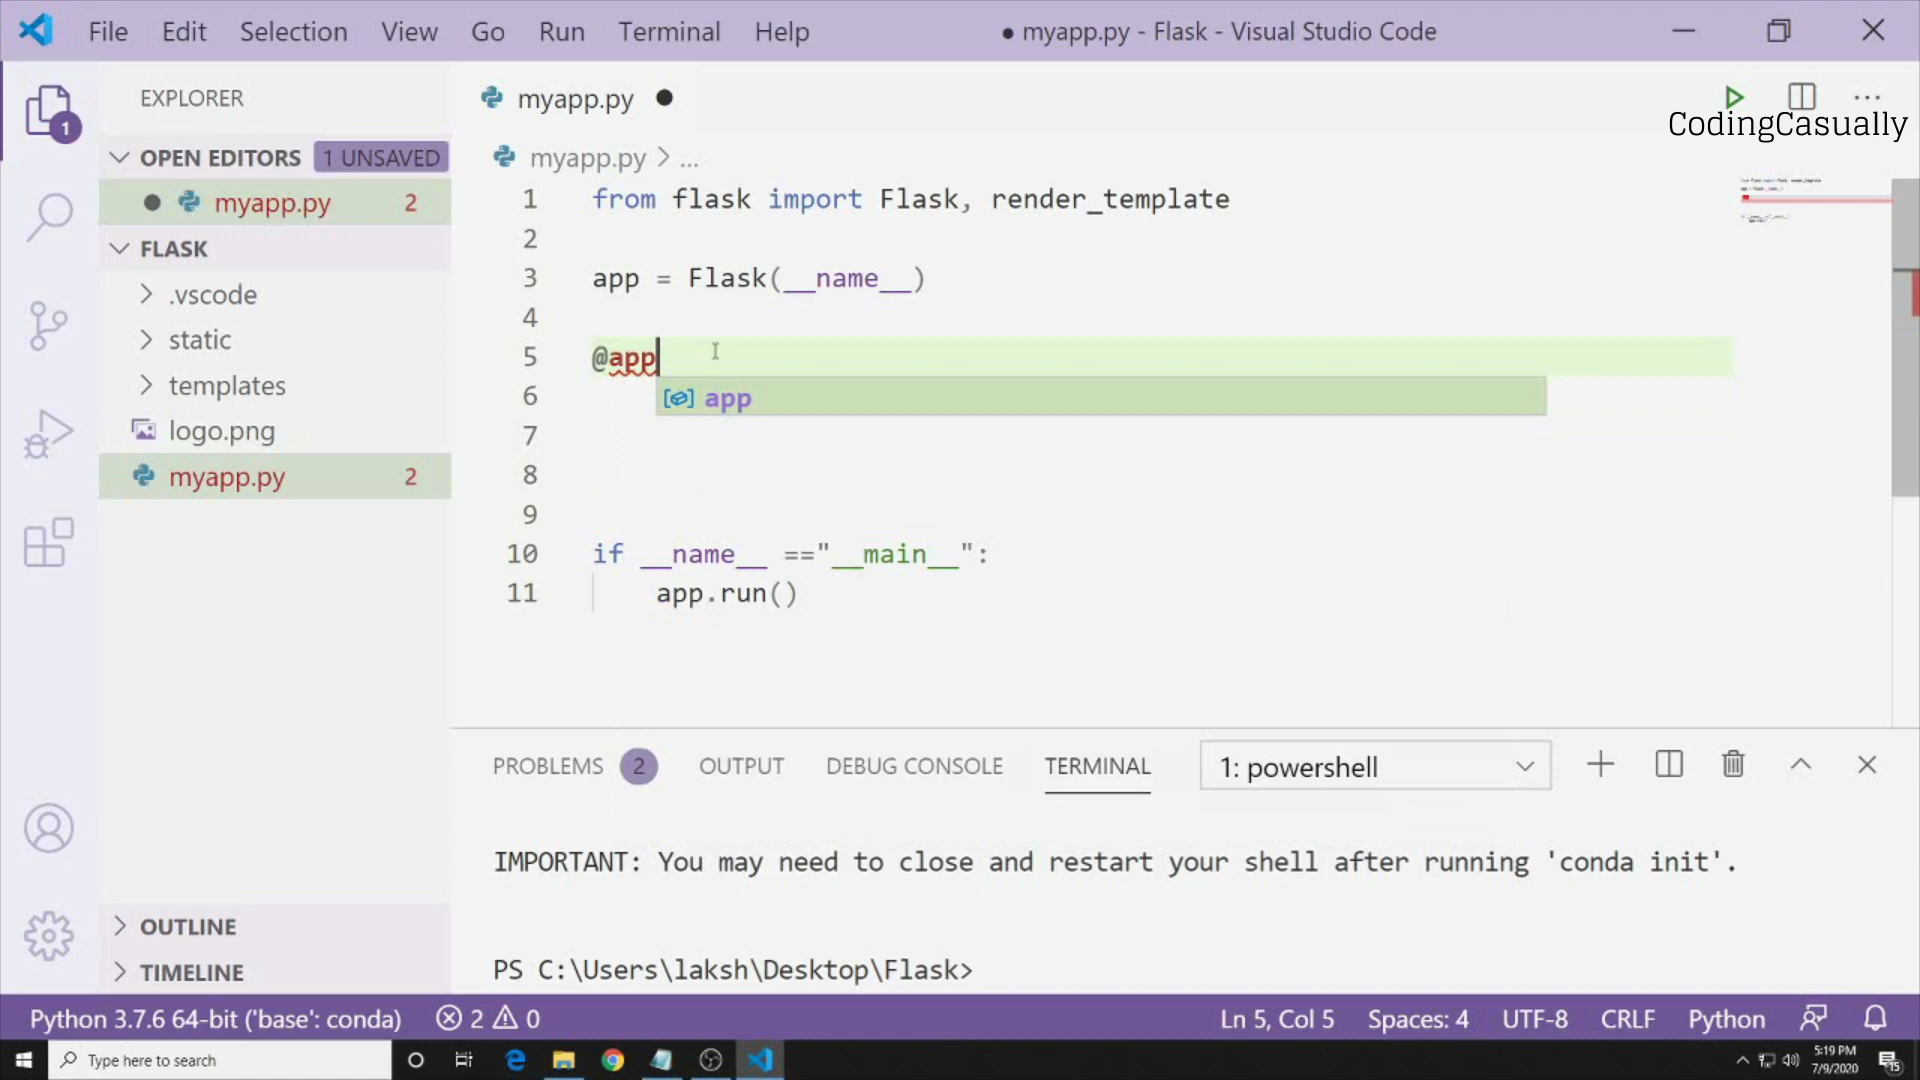 File Edit Selection View Go Run Terminal Help ● myapp.py - Flask - Visual Studio Code
EXPLORER
myapp.py ●
CodingCasually
1
OPEN EDITORS 1 UNSAVED
myapp.py > ...
myapp.py 2
FLASK
.vscode
static
templates
logo.png
myapp.py 2
OUTLINE
TIMELINE
1 from flask import Flask, render_template
2
3 app = Flask(__name__)
4
5 @app
6
app
7
8
9
10 if __name__ =="__main__":
11 app.run()
PROBLEMS 2 OUTPUT DEBUG CONSOLE TERMINAL 1: powershell
IMPORTANT: You may need to close and restart your shell after running 'conda init'.
PS C:\Users\laksh\Desktop\Flask>
Python 3.7.6 64-bit ('base': conda) 2 0 Ln 5, Col 5 Spaces: 4 UTF-8 CRLF Python
Type here to search
5:19 PM
7/9/2020
15